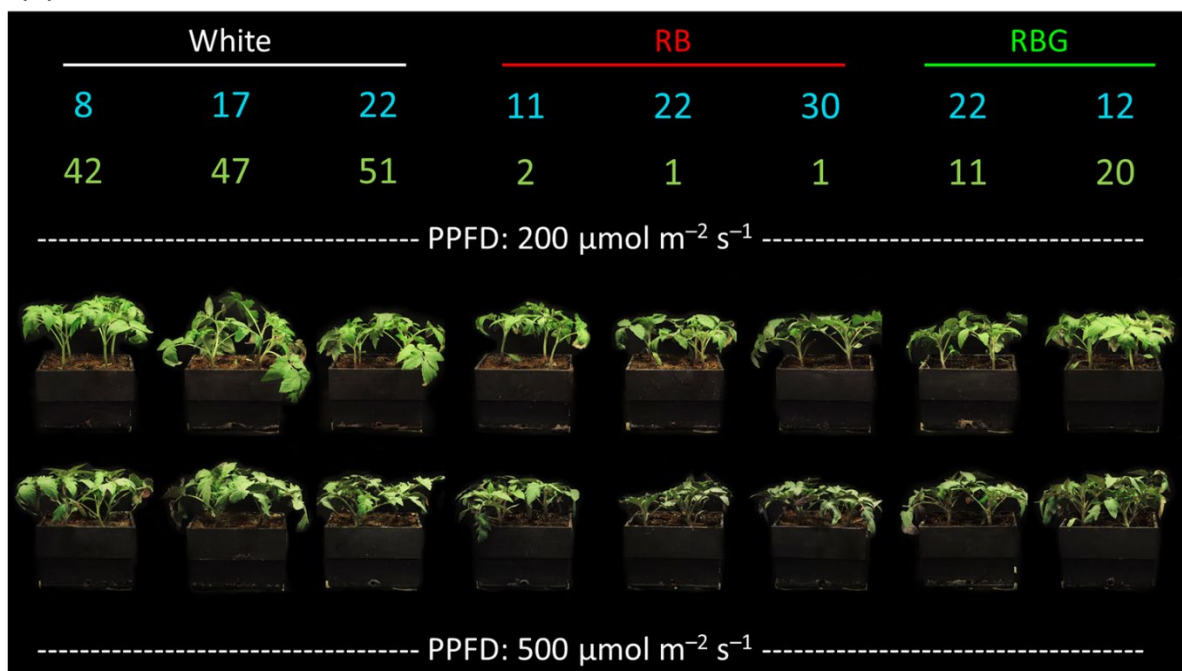 White RB RBG
8 17 22 11 22 30 22 12
42 47 51 2 1 1 11 20
PPFD: 200 μmol m⁻² s⁻¹
PPFD: 500 μmol m⁻² s⁻¹